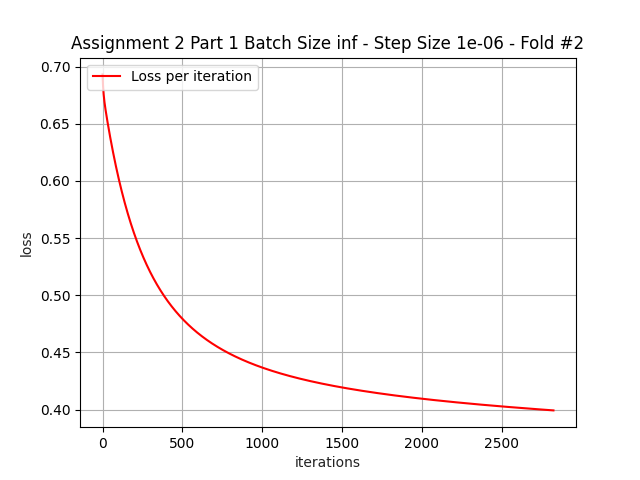 Assignment 2 Part 1 Batch Size inf - Step Size 1e-06 - Fold #2
Loss per iteration
0.70
0.65
0.60
0.55
0.50
0.45
0.40
loss
0 500 1000 1500 2000 2500
iterations